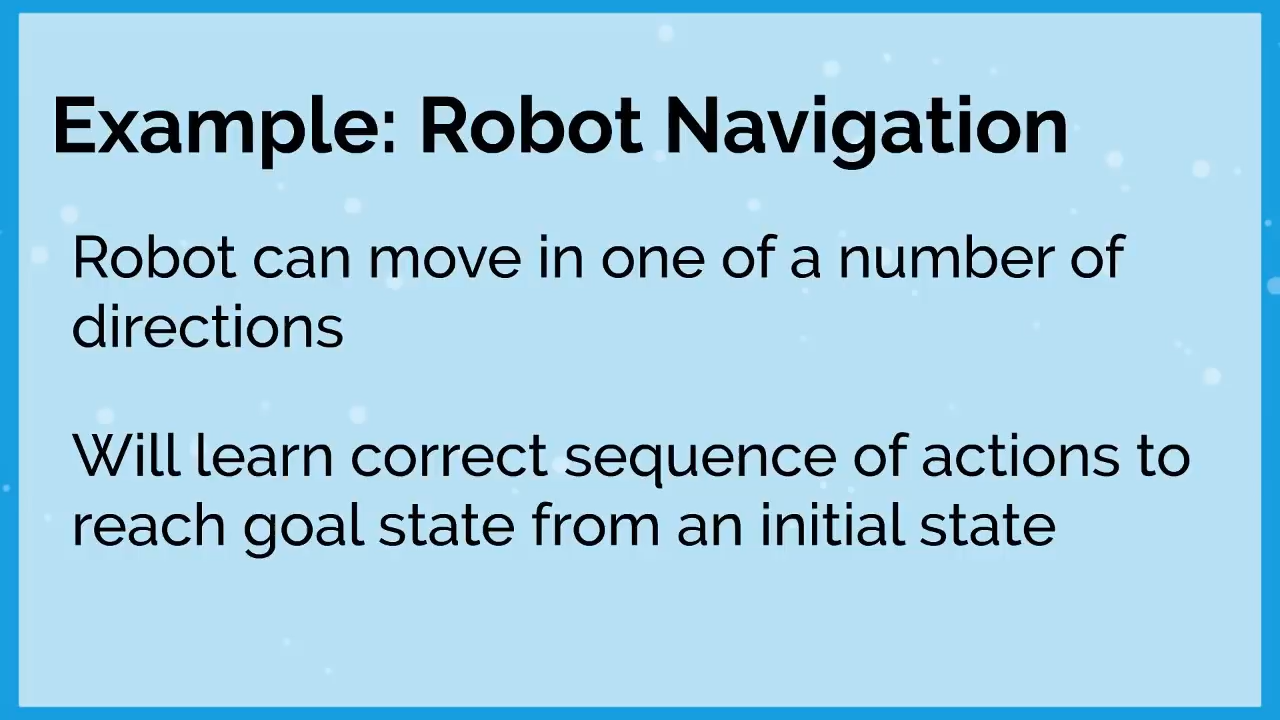 Example: Robot Navigation
Robot can move in one of a number of
directions
Will learn correct sequence of actions to
reach goal state from an initial state